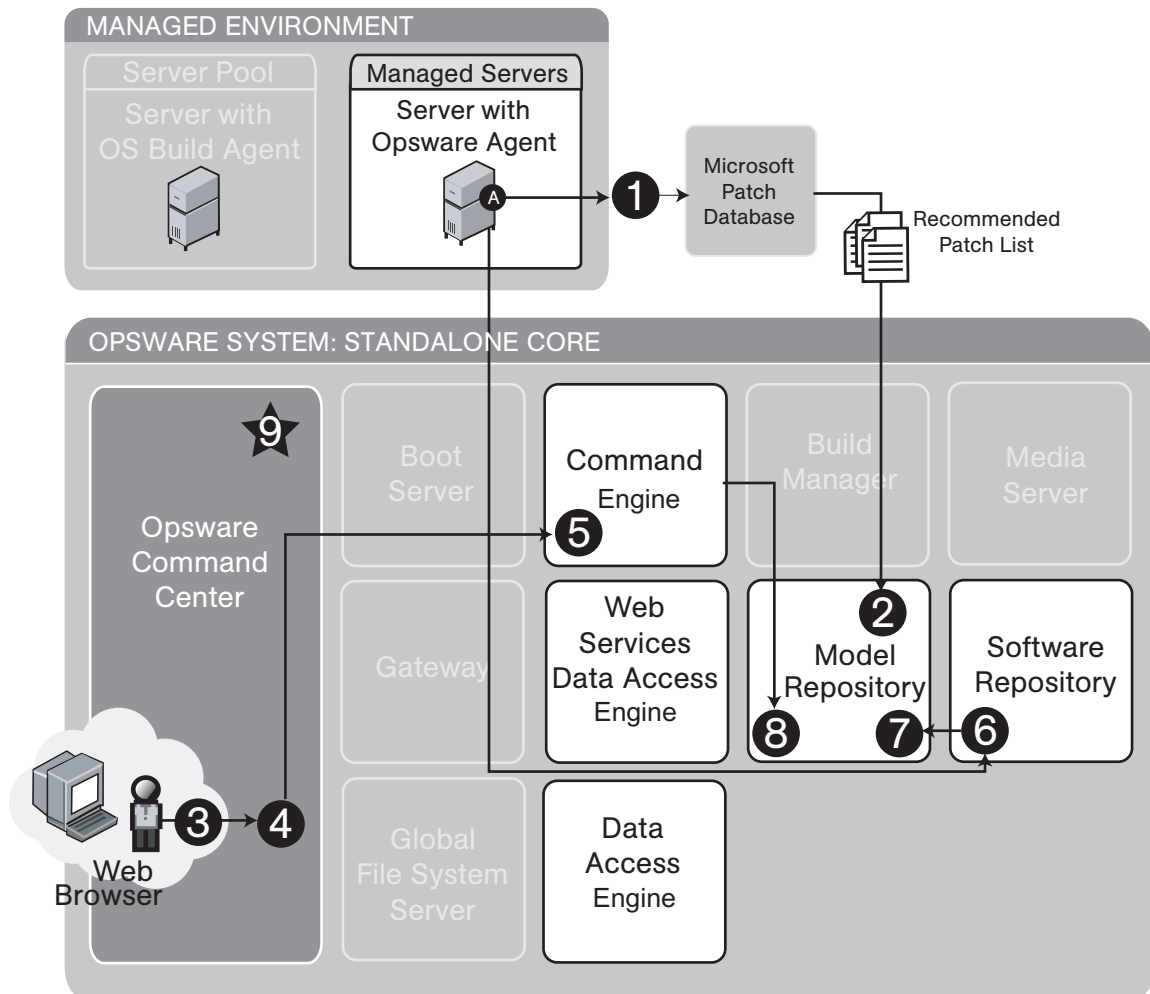 MANAGED ENVIRONMENT
Server Pool
Server with
OS Build Agent
Managed Servers
Server with
Opsware Agent
A
1
Microsoft
Patch
Database
Recommended
Patch List
OPSWARE SYSTEM: STANDALONE CORE
9
Opsware
Command
Center
Boot
Server
Command
Engine
5
Build
Manager
Media
Server
Gateway
Web
Services
Data Access
Engine
2
Model
Repository
8
7
Software
Repository
6
3
4
Web
Browser
Global
File System
Server
Data
Access
Engine